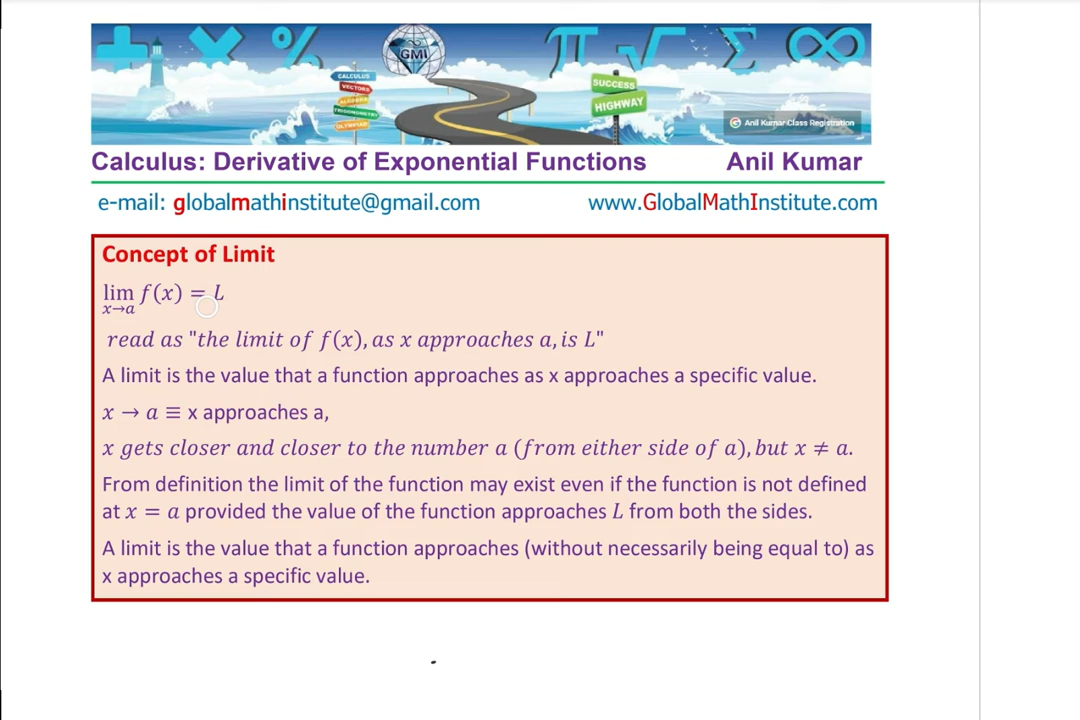 GMI
CALCULUS
VECTORS
ALGEBRA
TRIGONOMETRY
OLYMPIAD
SUCCESS
HIGHWAY
Anil Kumar Class Registration
Calculus: Derivative of Exponential Functions Anil Kumar
e-mail: globalmathinstitute@gmail.com www.GlobalMathInstitute.com
Concept of Limit
lim f(x) = L
x→a
read as "the limit of f(x), as x approaches a, is L"
A limit is the value that a function approaches as x approaches a specific value.
x → a ≡ x approaches a,
x gets closer and closer to the number a (from either side of a), but x ≠ a.
From definition the limit of the function may exist even if the function is not defined
at x = a provided the value of the function approaches L from both the sides.
A limit is the value that a function approaches (without necessarily being equal to) as
x approaches a specific value.